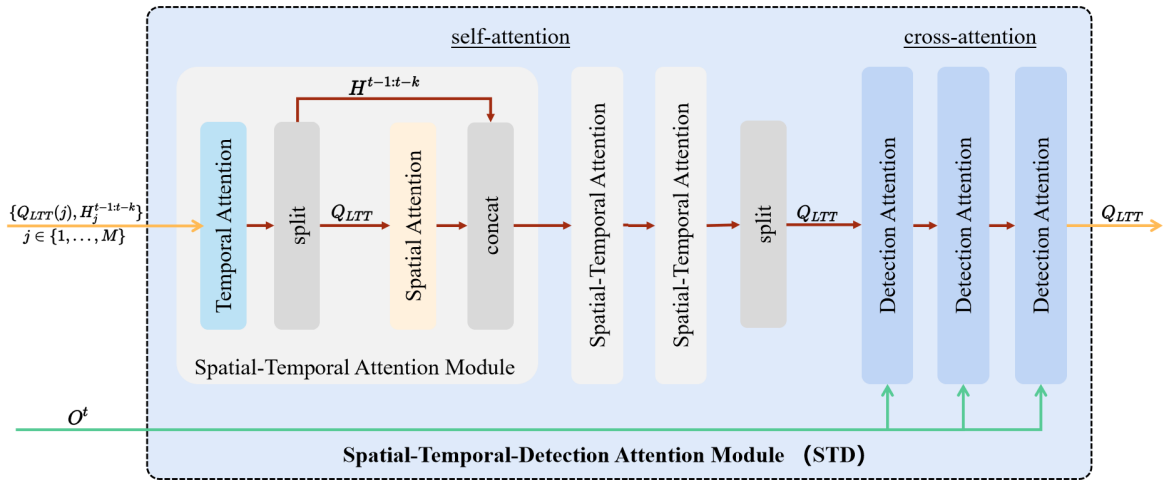 self-attention
cross-attention
H^{t-1:t-k}
{Q_{LTT}(j), H_j^{t-1:t-k}}
j ∈ {1, . . . , M}
Temporal Attention
split
Q_{LTT}
Spatial Attention
concat
Spatial-Temporal Attention
Spatial-Temporal Attention
split
Q_{LTT}
Detection Attention
Detection Attention
Detection Attention
Q_{LTT}
Spatial-Temporal Attention Module
O^t
Spatial-Temporal-Detection Attention Module （STD）